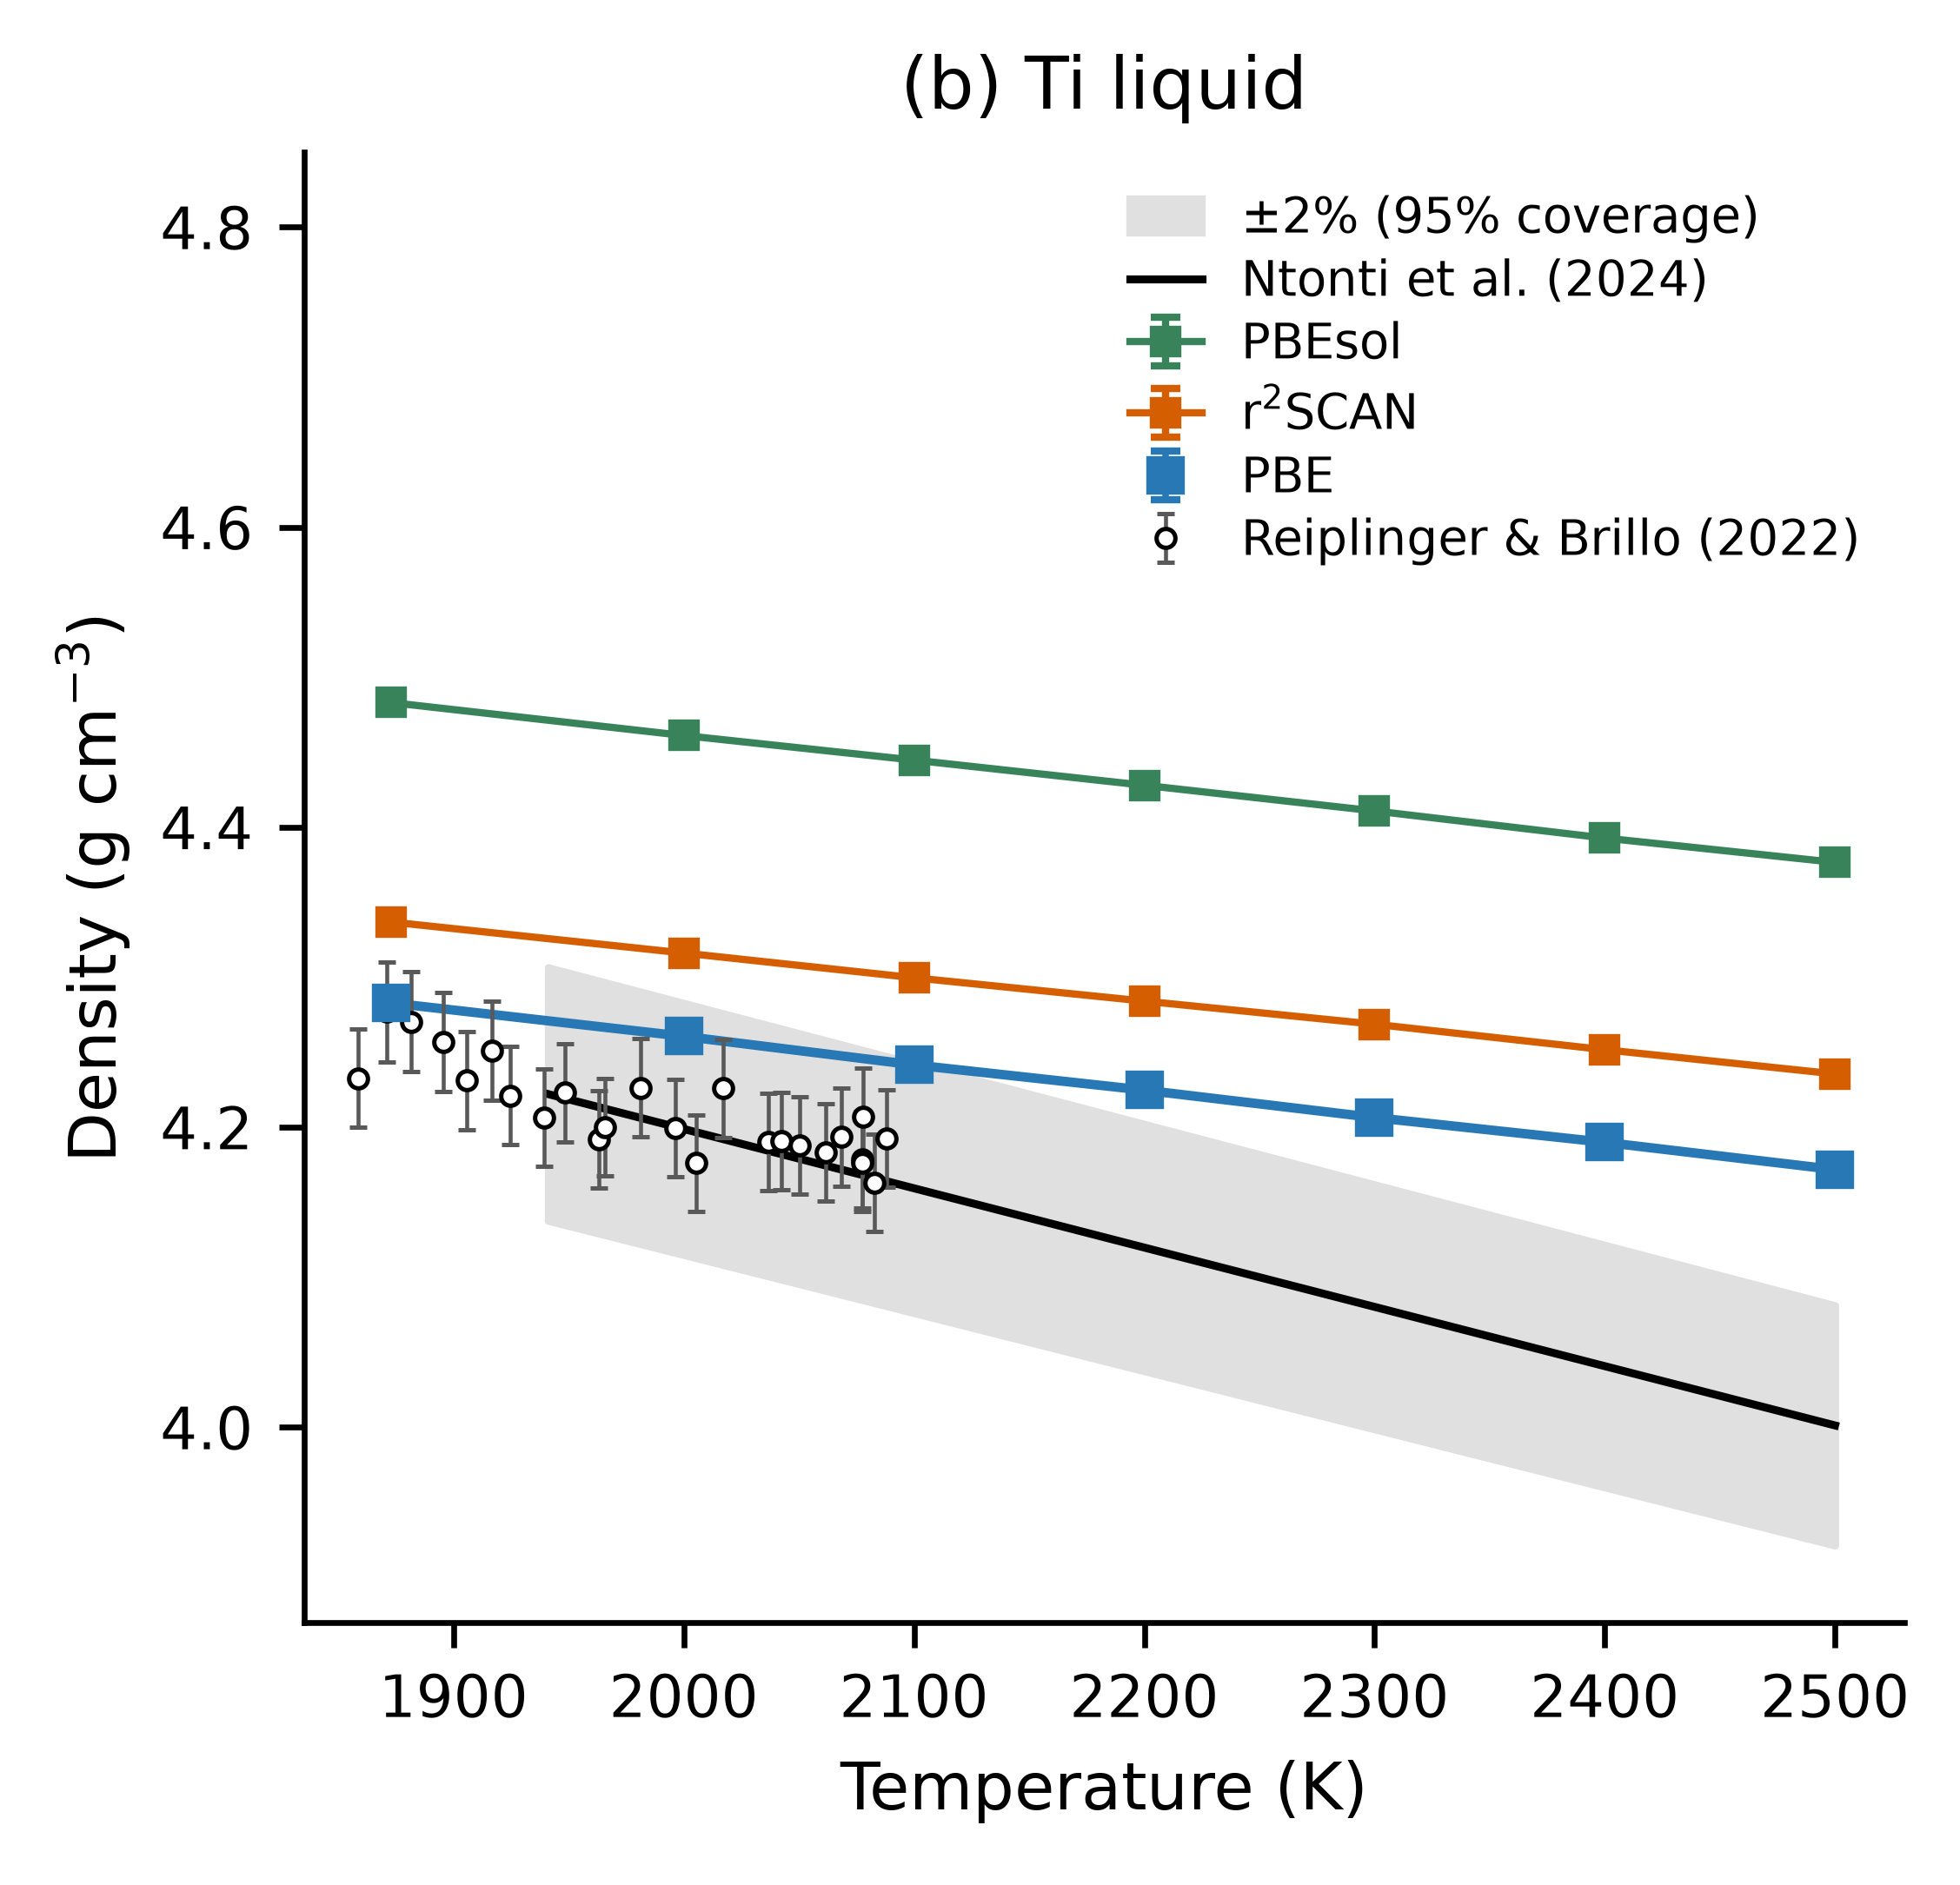 (b) Ti liquid
±2% (95% coverage)
Ntonti et al. (2024)
PBEsol
r²SCAN
PBE
Reiplinger & Brillo (2022)
Density (g cm⁻³)
4.8
4.6
4.4
4.2
4.0
1900 2000 2100 2200 2300 2400 2500
Temperature (K)